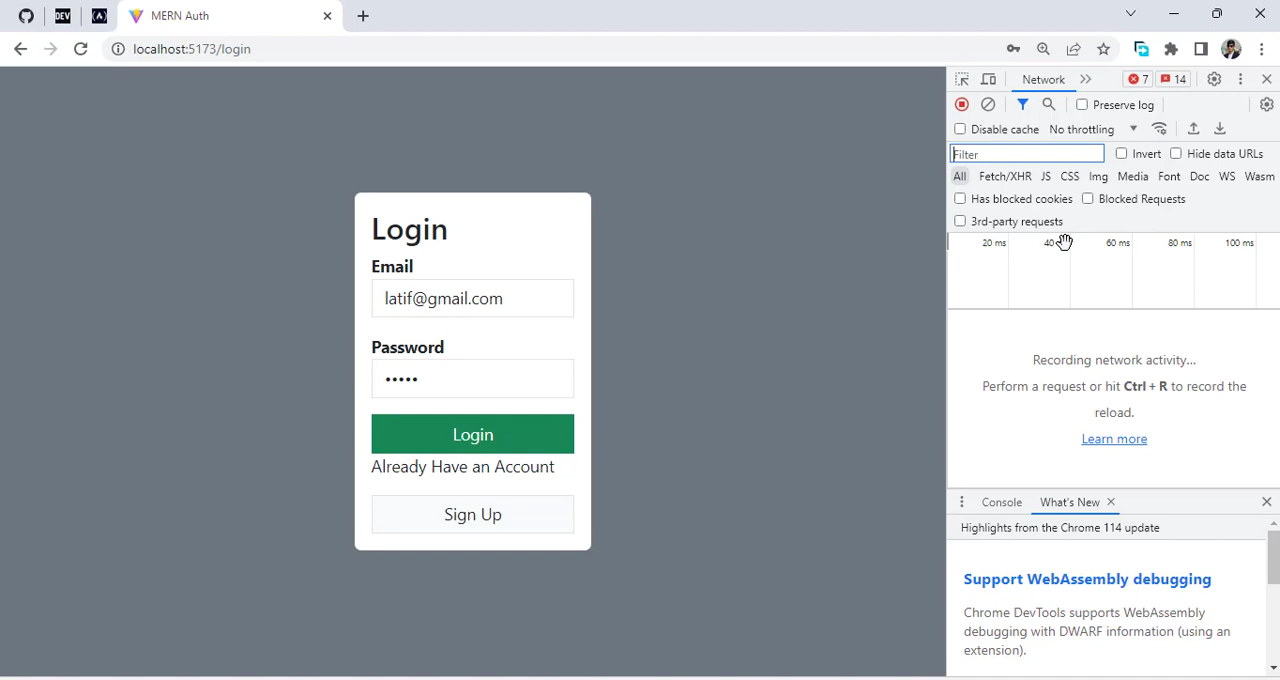 DEV
MERN Auth
localhost:5173/login
Login
Email
latif@gmail.com
Password
•••••
Login
Already Have an Account
Sign Up
Network
7
14
Preserve log
Disable cache
No throttling
Filter
Invert
Hide data URLs
All Fetch/XHR JS CSS Img Media Font Doc WS Wasm
Has blocked cookies
Blocked Requests
3rd-party requests
20 ms
60 ms
80 ms
100 ms
Recording network activity...
Perform a request or hit Ctrl + R to record the
reload.
Learn more
Console
What's New
Highlights from the Chrome 114 update
Support WebAssembly debugging
Chrome DevTools supports WebAssembly
debugging with DWARF information (using an
extension).